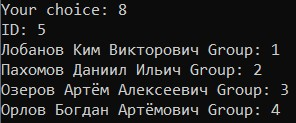 Your choice: 8
ID: 5
Лобанов Ким Викторович Group: 1
Пахомов Даниил Ильич Group: 2
Озеров Артём Алексеевич Group: 3
Орлов Богдан Артёмович Group: 4